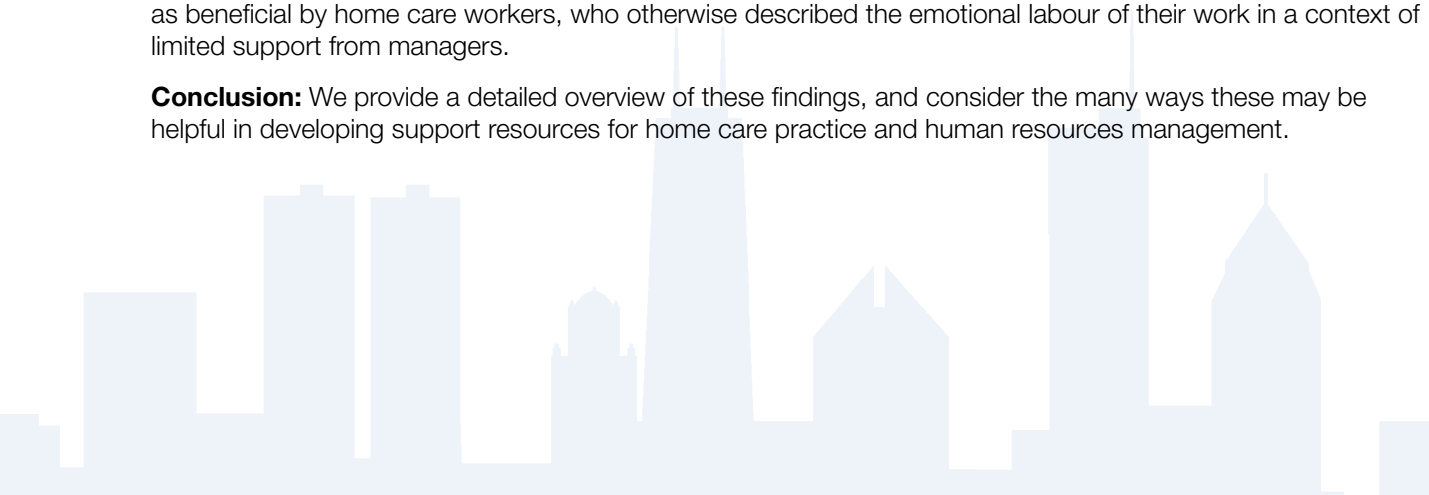 as beneficial by home care workers, who otherwise described the emotional labour of their work in a context of
limited support from managers.
Conclusion: We provide a detailed overview of these findings, and consider the many ways these may be
helpful in developing support resources for home care practice and human resources management.